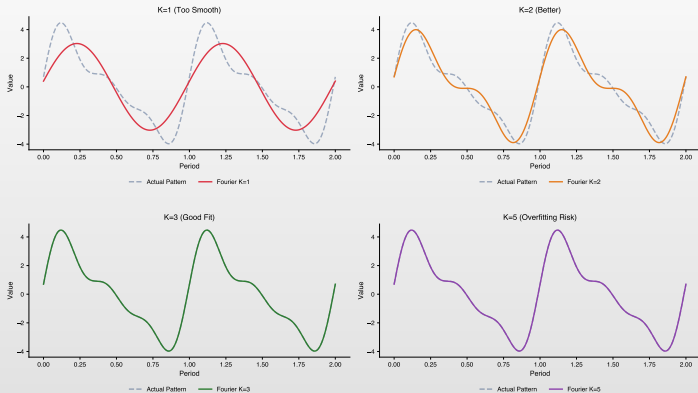 K=1 (Too Smooth)
Value
4
2
0
−2
−4
0.00 0.25 0.50 0.75 1.00 1.25 1.50 1.75 2.00
Period
Actual Pattern Fourier K=1
K=2 (Better)
Value
4
2
0
−2
−4
0.00 0.25 0.50 0.75 1.00 1.25 1.50 1.75 2.00
Period
Actual Pattern Fourier K=2
K=3 (Good Fit)
Value
4
2
0
−2
−4
0.00 0.25 0.50 0.75 1.00 1.25 1.50 1.75 2.00
Period
Actual Pattern Fourier K=3
K=5 (Overfitting Risk)
Value
4
2
0
−2
−4
0.00 0.25 0.50 0.75 1.00 1.25 1.50 1.75 2.00
Period
Actual Pattern Fourier K=5